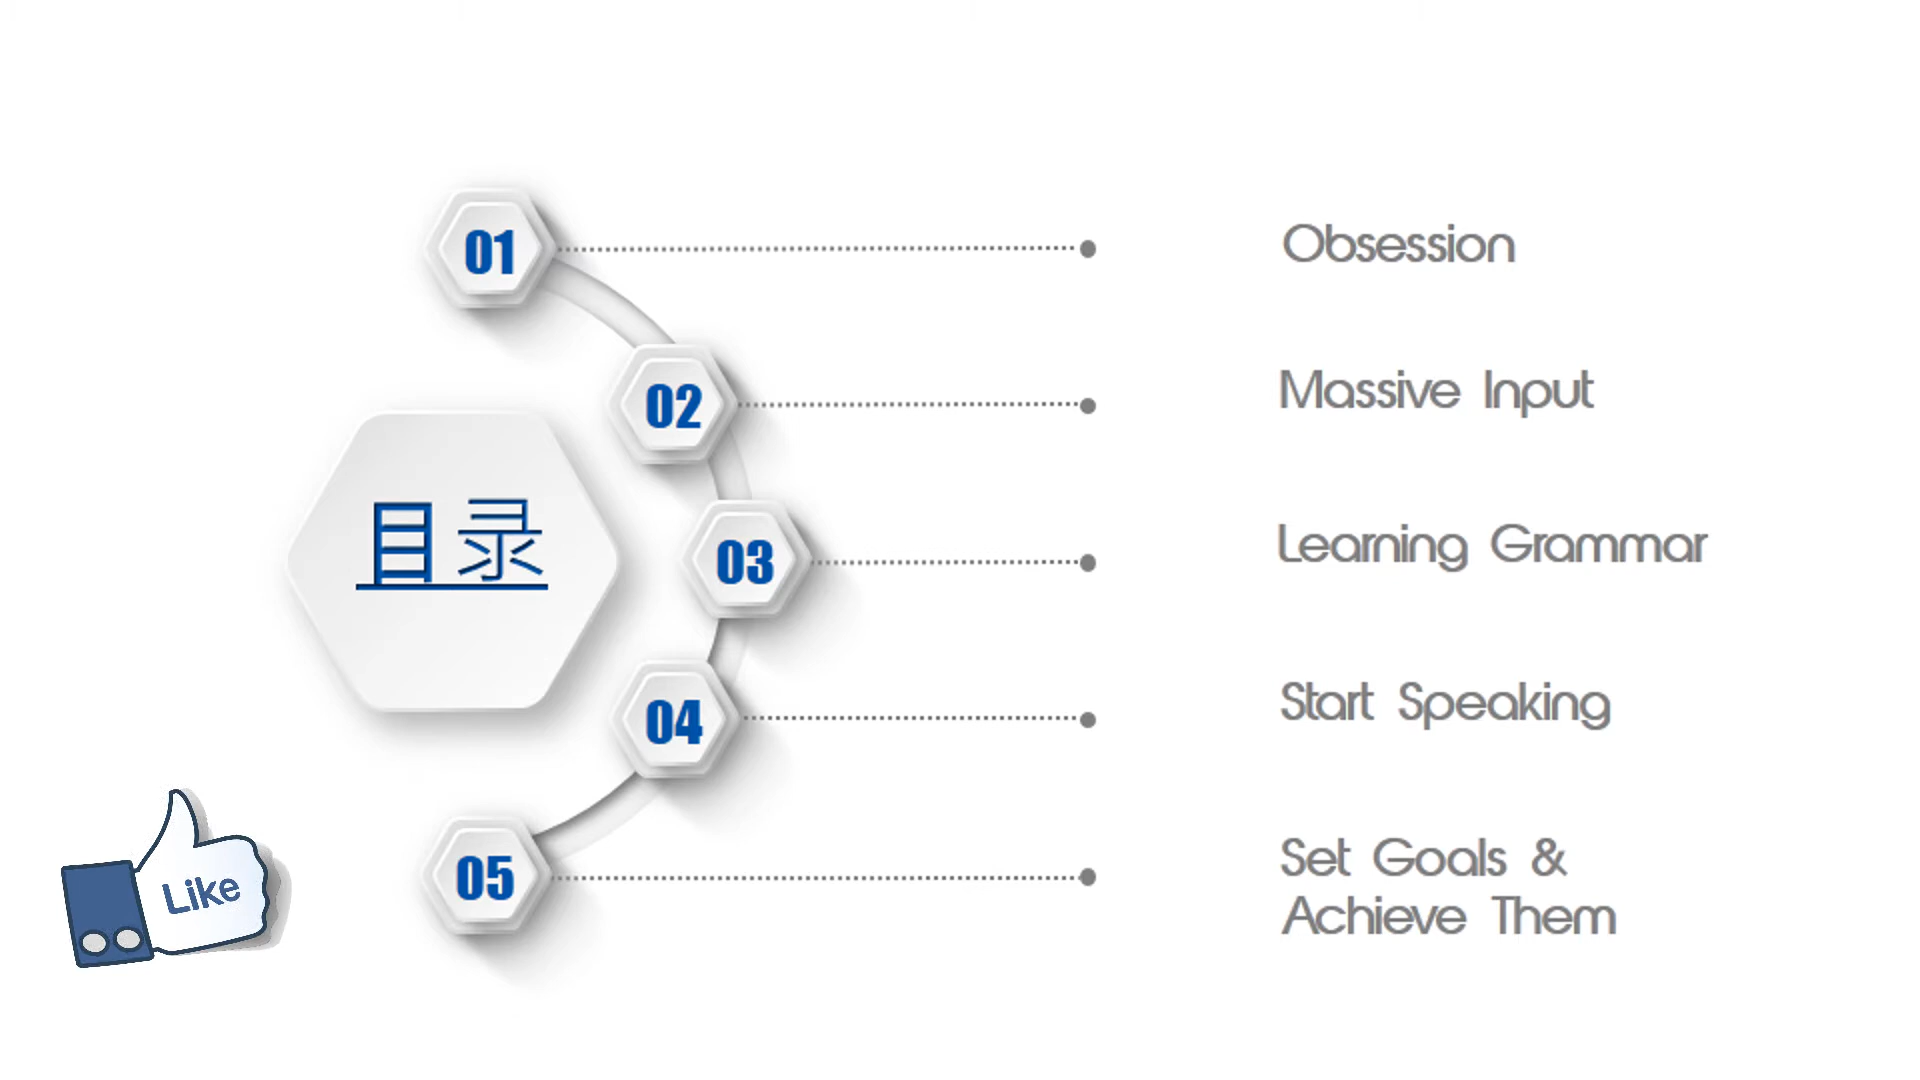 01
Obsession
02
Massive Input
目录
03
Learning Grammar
04
Start Speaking
05
Set Goals &
Achieve Them
Like